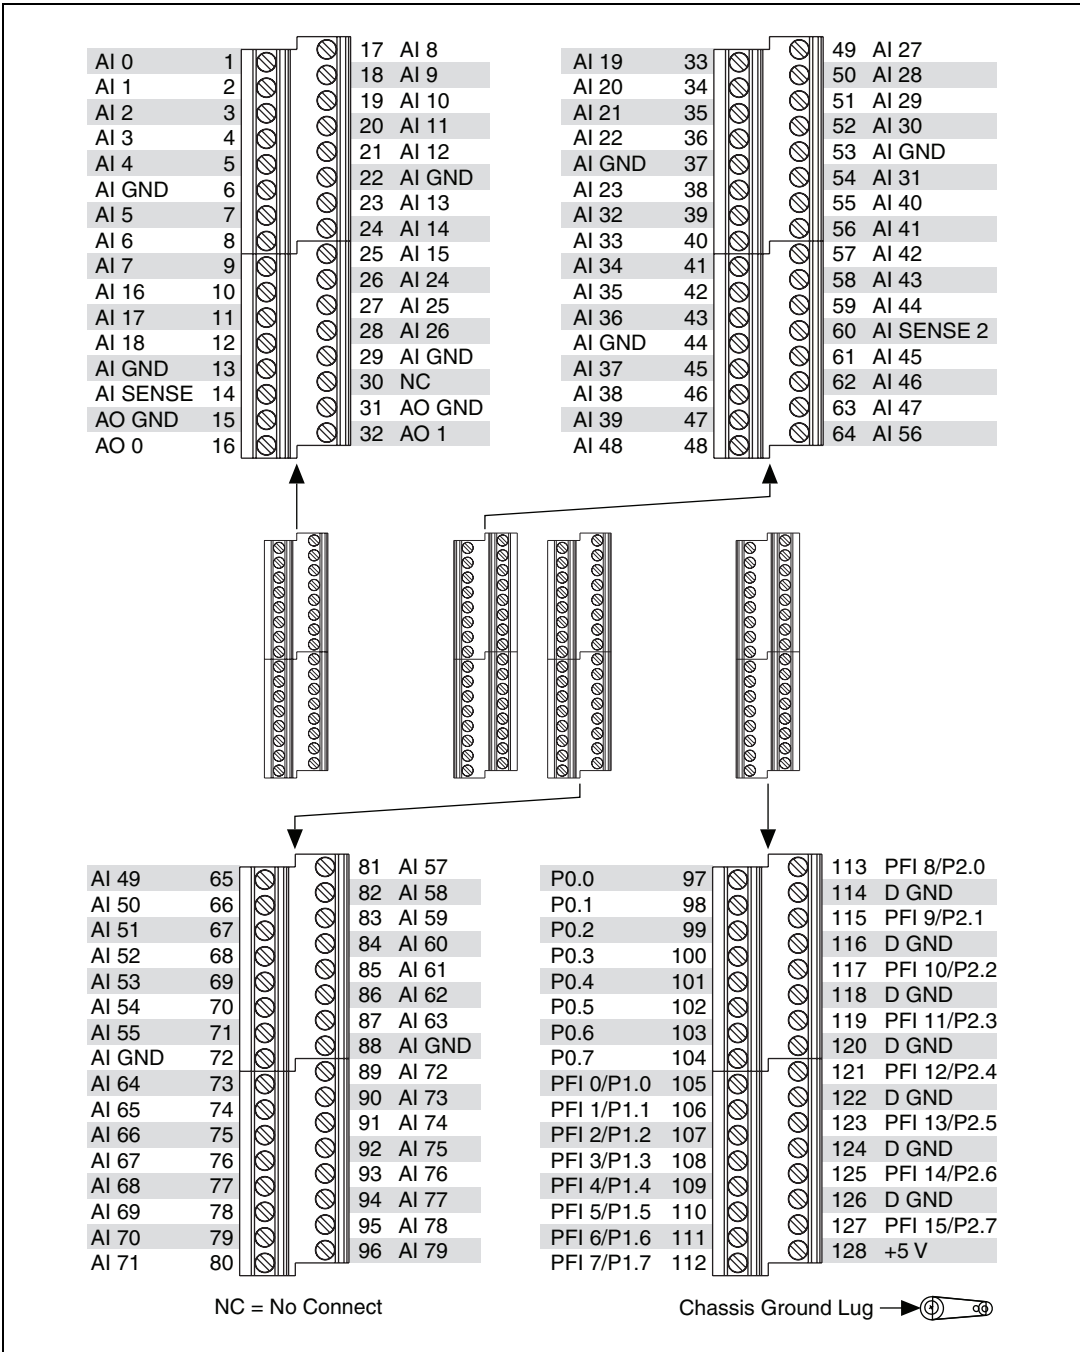 AI 0 1
AI 1 2
AI 2 3
AI 3 4
AI 4 5
AI GND 6
AI 5 7
AI 6 8
AI 7 9
AI 16 10
AI 17 11
AI 18 12
AI GND 13
AI SENSE 14
AO GND 15
AO 0 16
17 AI 8
18 AI 9
19 AI 10
20 AI 11
21 AI 12
22 AI GND
23 AI 13
24 AI 14
25 AI 15
26 AI 24
27 AI 25
28 AI 26
29 AI GND
30 NC
31 AO GND
32 AO 1
AI 19 33
AI 20 34
AI 21 35
AI 22 36
AI GND 37
AI 23 38
AI 32 39
AI 33 40
AI 34 41
AI 35 42
AI 36 43
AI GND 44
AI 37 45
AI 38 46
AI 39 47
AI 48 48
49 AI 27
50 AI 28
51 AI 29
52 AI 30
53 AI GND
54 AI 31
55 AI 40
56 AI 41
57 AI 42
58 AI 43
59 AI 44
60 AI SENSE 2
61 AI 45
62 AI 46
63 AI 47
64 AI 56
AI 49 65
AI 50 66
AI 51 67
AI 52 68
AI 53 69
AI 54 70
AI 55 71
AI GND 72
AI 64 73
AI 65 74
AI 66 75
AI 67 76
AI 68 77
AI 69 78
AI 70 79
AI 71 80
81 AI 57
82 AI 58
83 AI 59
84 AI 60
85 AI 61
86 AI 62
87 AI 63
88 AI GND
89 AI 72
90 AI 73
91 AI 74
92 AI 75
93 AI 76
94 AI 77
95 AI 78
96 AI 79
P0.0 97
P0.1 98
P0.2 99
P0.3 100
P0.4 101
P0.5 102
P0.6 103
P0.7 104
PFI 0/P1.0 105
PFI 1/P1.1 106
PFI 2/P1.2 107
PFI 3/P1.3 108
PFI 4/P1.4 109
PFI 5/P1.5 110
PFI 6/P1.6 111
PFI 7/P1.7 112
113 PFI 8/P2.0
114 D GND
115 PFI 9/P2.1
116 D GND
117 PFI 10/P2.2
118 D GND
119 PFI 11/P2.3
120 D GND
121 PFI 12/P2.4
122 D GND
123 PFI 13/P2.5
124 D GND
125 PFI 14/P2.6
126 D GND
127 PFI 15/P2.7
128 +5 V
NC = No Connect
Chassis Ground Lug